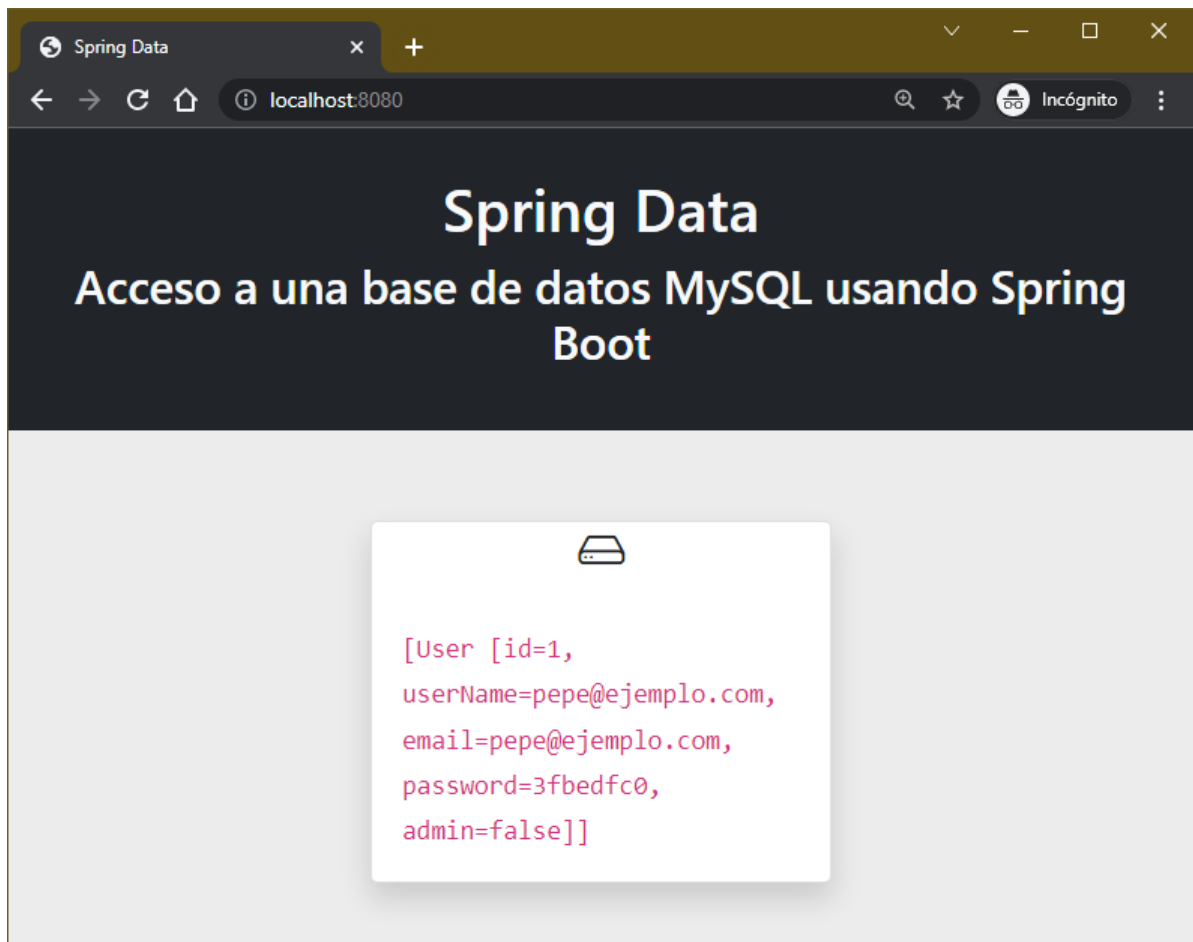 Spring Data
localhost:8080
Incógnito
Spring Data
Acceso a una base de datos MySQL usando Spring
Boot
[User [id=1,
userName=pepe@ejemplo.com,
email=pepe@ejemplo.com,
password=3fbedfc0,
admin=false]]